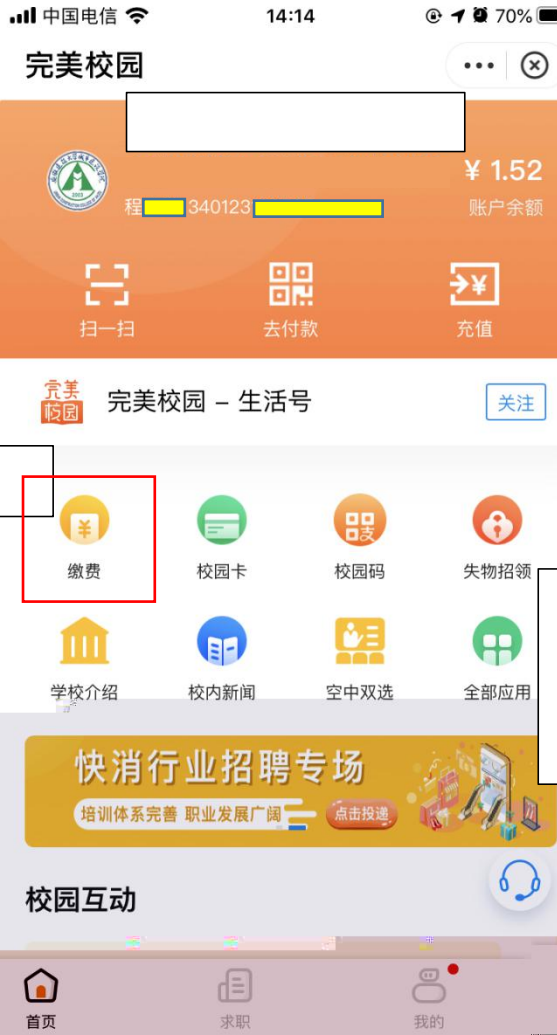 中国电信 14:14 70%
完美校园
¥ 1.52
程 340123 账户余额
扫一扫 去付款 充值
完美校园
完美校园 – 生活号 关注
缴费 校园卡 校园码 失物招领
学校介绍 校内新闻 空中双选 全部应用
快消行业招聘专场
培训体系完善 职业发展广阔 点击投递
校园互动
首页 求职 我的